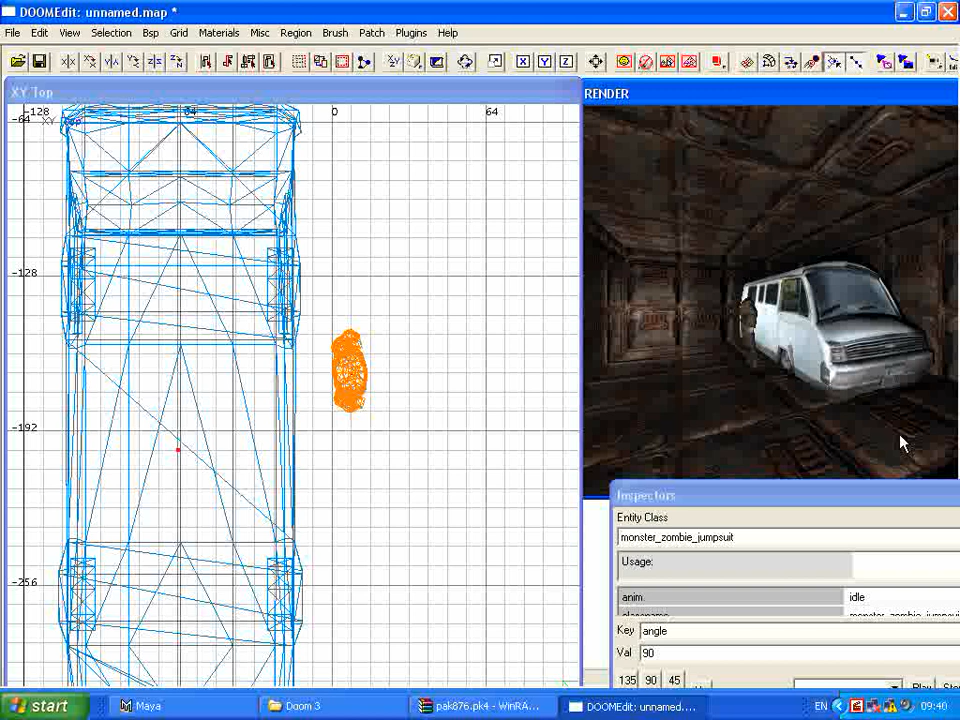 DOOMEdit: unnamed.map *
File Edit View Selection Bsp Grid Materials Misc Region Brush Patch Plugins Help
X Y Z
XY Top
RENDER
-128 0 64
-64
-128
-192
-256
Inspectors
Entity Class
monster_zombie_jumpsuit
Usage:
anim. idle
Key angle
Val 90
135 90 45
start Maya Doom 3 pak876.pk4 - WinRA... DOOMEdit: unnamed.... EN 09:40